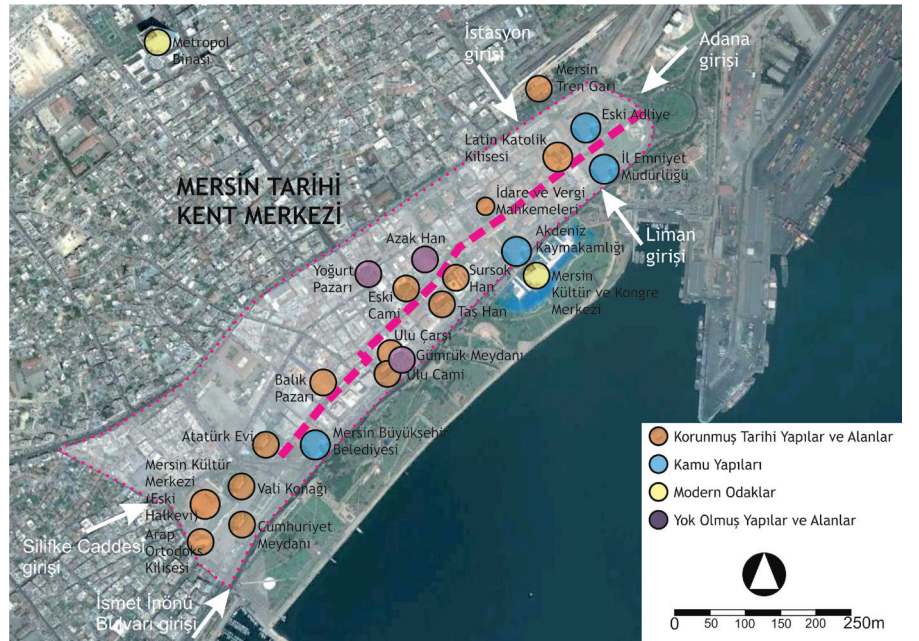 Metropol
Binası
İstasyon
girişi
Adana
girişi
Mersin
Tren Garı
Eski Adliye
Latin Katolik
Kilisesi
İl Emniyet
Müdürlüğü
MERSİN TARİHİ
KENT MERKEZİ
İdare ve Vergi
Mahkemeleri
Akdeniz
Kaymakamlığı
Liman
girişi
Azak Han
Yoğurt
Pazarı
Sursok
Han
Mersin
Kültür ve Kongre
Merkezi
Eski
Cami
Taş Han
Ulu Çarşı
Gümrük Meydanı
Ulu Cami
Balık
Pazarı
Atatürk Evi
Mersin Büyükşehir
Belediyesi
Mersin Kültür
Merkezi
(Eski
Halkevi)
Vali Konağı
Cumhuriyet
Meydanı
Arap
Ortodoks
Kilisesi
Silifke Caddesi
girişi
İsmet İnönü
Bulvarı girişi
Korunmuş Tarihi Yapılar ve Alanlar
Kamu Yapıları
Modern Odaklar
Yok Olmuş Yapılar ve Alanlar
0 50 100 150 200 250m